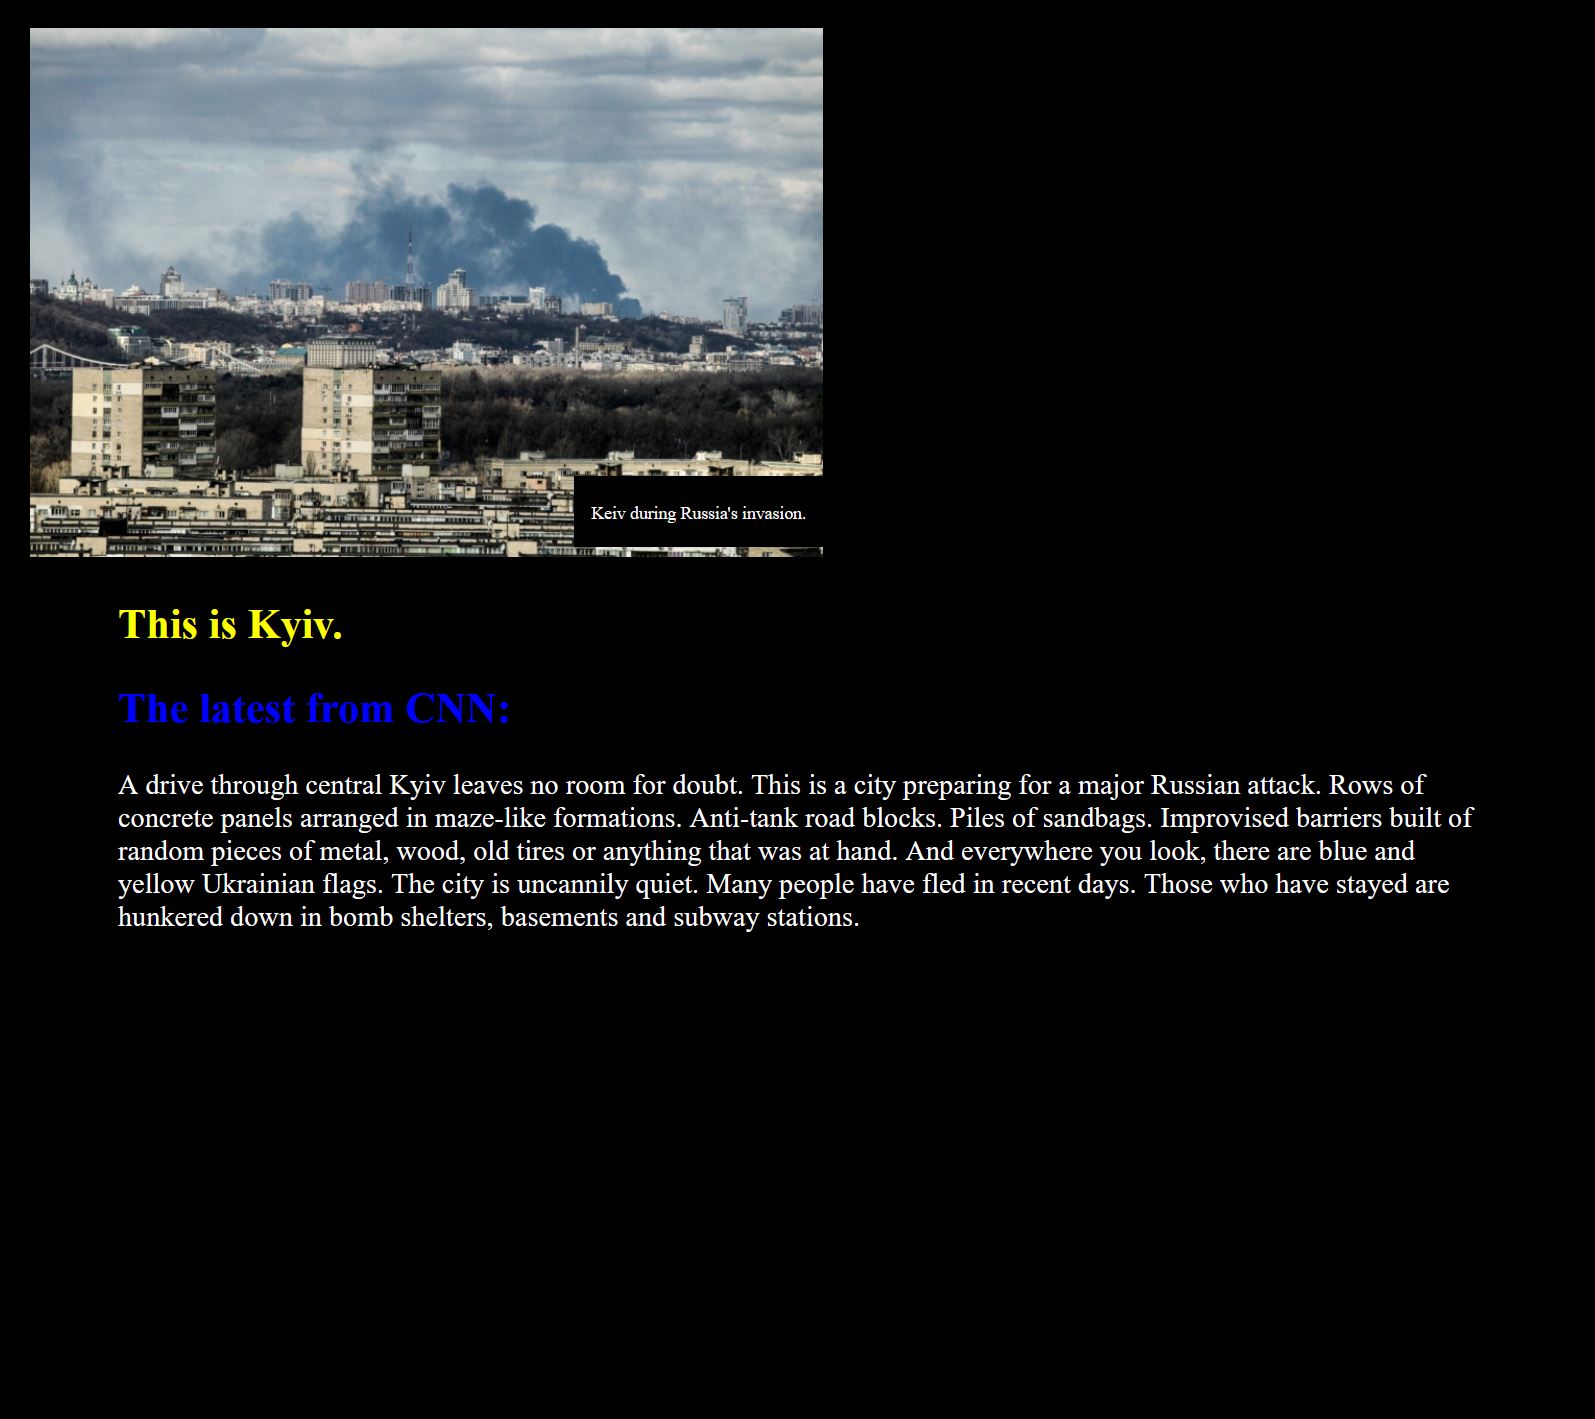 Keiv during Russia's invasion.
This is Kyiv.
The latest from CNN:
A drive through central Kyiv leaves no room for doubt. This is a city preparing for a major Russian attack. Rows of
concrete panels arranged in maze-like formations. Anti-tank road blocks. Piles of sandbags. Improvised barriers built of
random pieces of metal, wood, old tires or anything that was at hand. And everywhere you look, there are blue and
yellow Ukrainian flags. The city is uncannily quiet. Many people have fled in recent days. Those who have stayed are
hunkered down in bomb shelters, basements and subway stations.